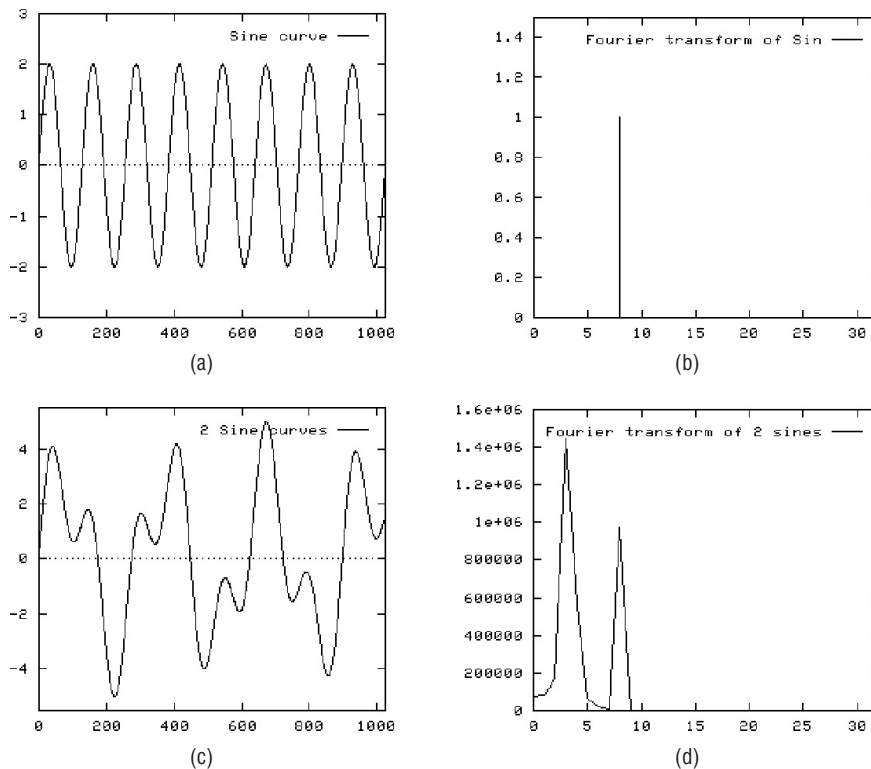 3
2
1
0
-1
-2
-3
Sine curve
0 200 400 600 800 1000
(a)
1.4
1.2
1
0.8
0.6
0.4
0.2
0
Fourier transform of Sin
0 5 10 15 20 25 30
(b)
4
2
0
-2
-4
2 Sine curves
0 200 400 600 800 1000
(c)
1.6e+06
1.4e+06
1.2e+06
1e+06
800000
600000
400000
200000
0
Fourier transform of 2 sines
0 5 10 15 20 25 30
(d)